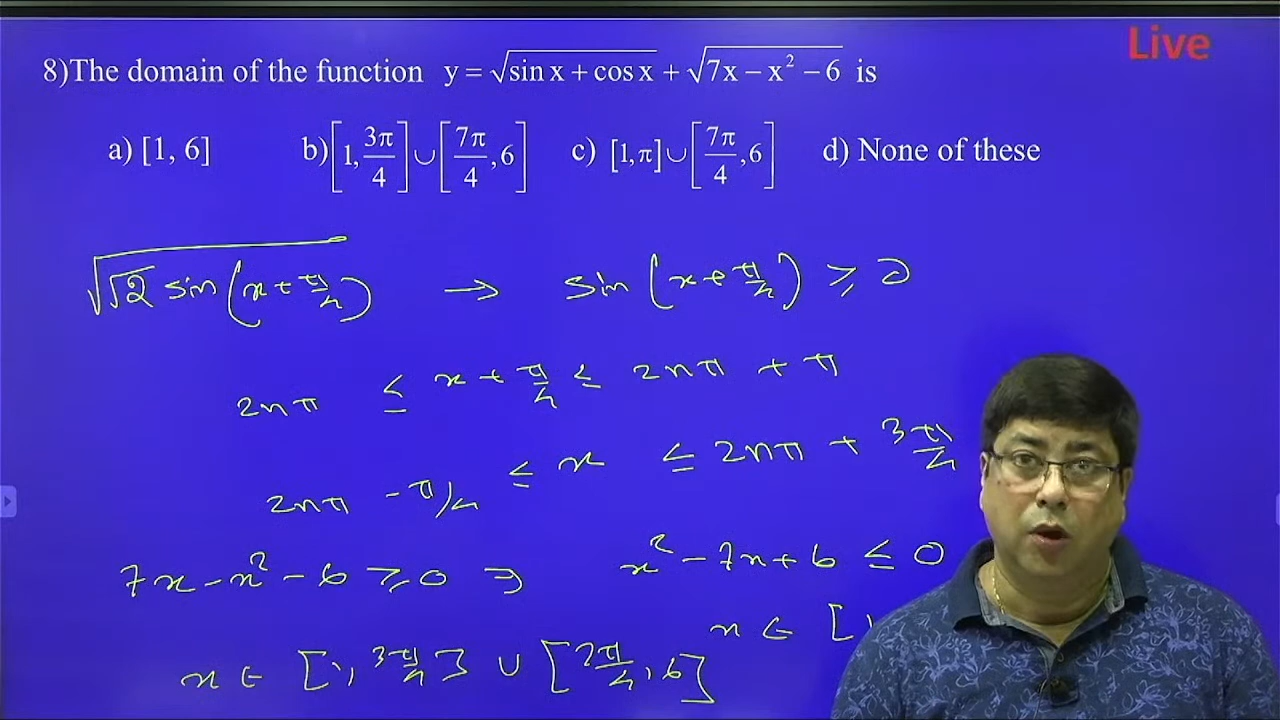 Live
8)The domain of the function y = √(sin x + cos x) + √(7x − x² − 6) is
a) [1, 6] b) [1, 3π/4] ∪ [7π/4, 6] c) [1, π] ∪ [7π/4, 6] d) None of these
√(√2 sin(x + π/4)) → sin(x + π/4) ≥ 0
2nπ ≤ x + π/4 ≤ 2nπ + π
2nπ − π/4 ≤ x ≤ 2nπ + 3π/4
7x − x² − 6 ≥ 0 ⇒ x² − 7x + 6 ≤ 0
x ∈ [1,
x ∈ [1, 3π/4] ∪ [7π/4, 6]